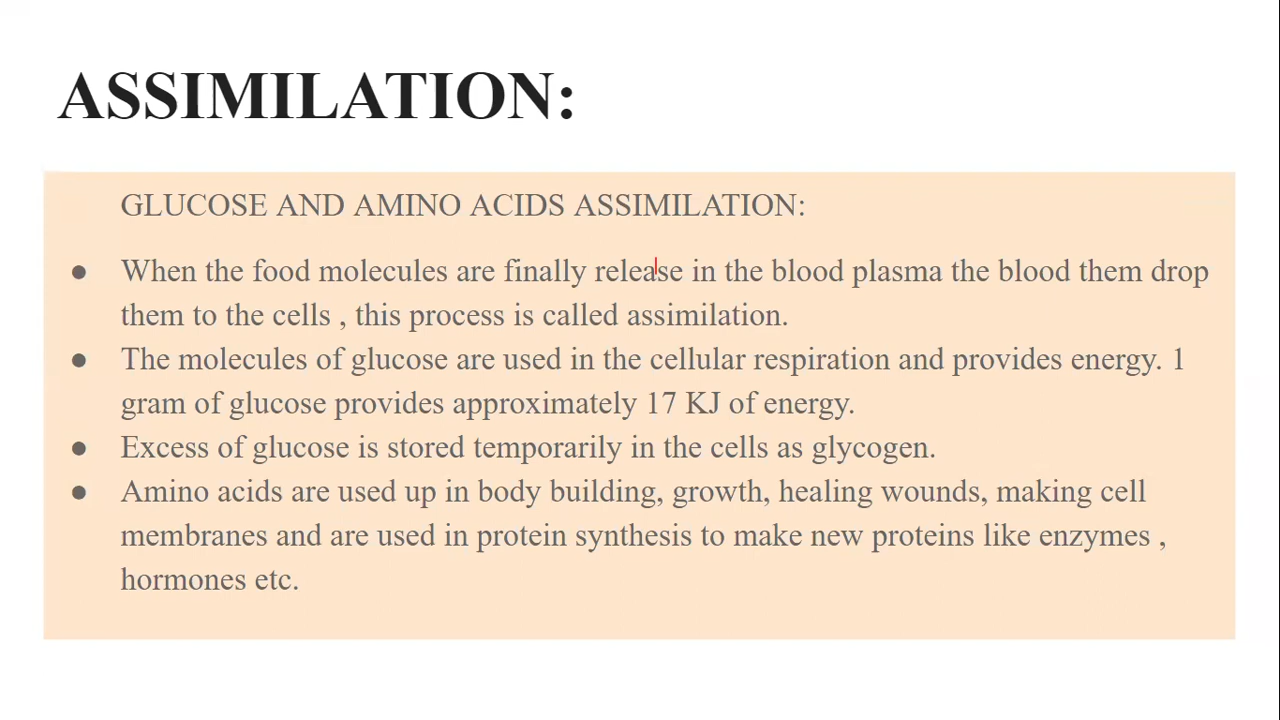 ASSIMILATION:
GLUCOSE AND AMINO ACIDS ASSIMILATION:
● When the food molecules are finally release in the blood plasma the blood them drop
them to the cells , this process is called assimilation.
● The molecules of glucose are used in the cellular respiration and provides energy. 1
gram of glucose provides approximately 17 KJ of energy.
● Excess of glucose is stored temporarily in the cells as glycogen.
● Amino acids are used up in body building, growth, healing wounds, making cell
membranes and are used in protein synthesis to make new proteins like enzymes ,
hormones etc.